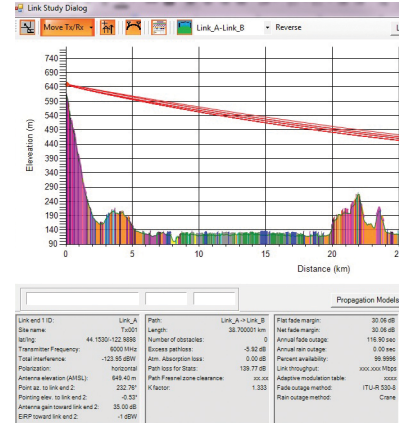 Link Study Dialog
Move Tx/Rx
Link_A-Link_B
Reverse
L
740
690
640
590
540
490
440
390
340
290
240
190
140
90
Eleveation (m)
0 5 10 15 20 2
Distance (km)
Propagation Models
Link end 1 ID: Link_A
Site name: Tx001
lat/lng: 44.1530/-122.9898
Transmitter Frequency: 6000 MHz
Total interference: -123.95 dBW
Polarization: horizontal
Antenna elevation (AMSL): 649.40 m
Point az. to link end 2: 232.76°
Pointing elev. to link end 2: -0.53°
Antenna gain toward link end 2: 35.00 dB
EiRP toward link end 2: -1 dBW
Path: Link_A -> Link_B
Length: 38.700001 km
Number of obstacles: 0
Excess pathloss: -5.92 dB
Atm. Absorption loss: 0.00 dB
Path loss for Stats: 139.77 dB
Path Fresnel zone clearance: xx.xx
K factor: 1.333
Flat fade margin: 30.06 dB
Net fade margin: 30.06 dB
Annual fade outage: 116.90 sec
Annual rain outage: 0.00 sec
Percent availability: 99.9996
Link throughput: xxx.xxx Mbps
Adaptive modulation table: xxxx
Fade outage method: ITU-R 530-8
Rain outage method: Crane